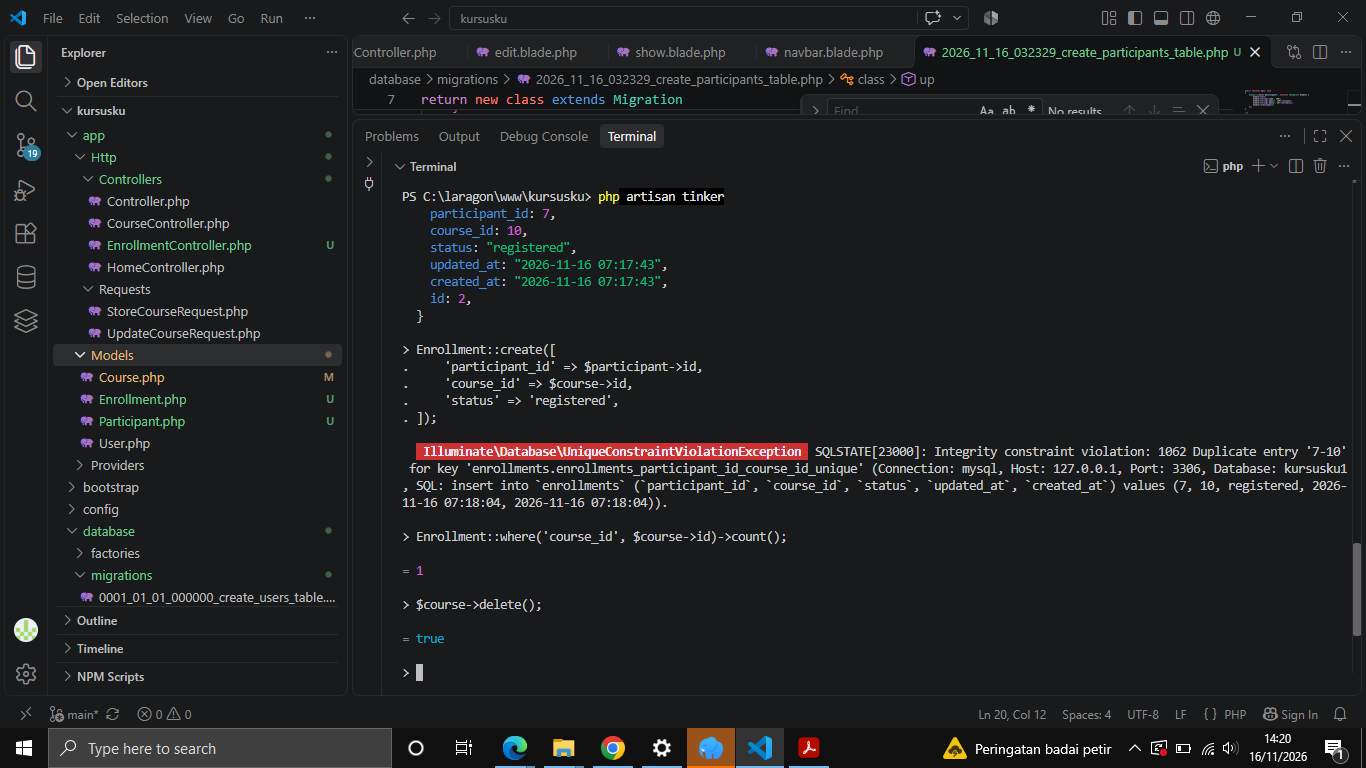 File Edit Selection View Go Run ···
kursusku
Explorer ···
Open Editors
kursusku
app
Http
Controllers
Controller.php
CourseController.php
EnrollmentController.php U
HomeController.php
Requests
StoreCourseRequest.php
UpdateCourseRequest.php
Models
Course.php M
Enrollment.php U
Participant.php U
User.php
Providers
bootstrap
config
database
factories
migrations
0001_01_01_000000_create_users_table....
Outline
Timeline
NPM Scripts
19
Controller.php edit.blade.php show.blade.php navbar.blade.php 2026_11_16_032329_create_participants_table.php U
database > migrations > 2026_11_16_032329_create_participants_table.php > class > up
7 return new class extends Migration
Find Aa ab No results
Problems Output Debug Console Terminal
Terminal
php
PS C:\laragon\www\kursusku> php artisan tinker
participant_id: 7,
course_id: 10,
status: "registered",
updated_at: "2026-11-16 07:17:43",
created_at: "2026-11-16 07:17:43",
id: 2,
}
> Enrollment::create([
. 'participant_id' => $participant->id,
. 'course_id' => $course->id,
. 'status' => 'registered',
. ]);
Illuminate\Database\UniqueConstraintViolationException SQLSTATE[23000]: Integrity constraint violation: 1062 Duplicate entry '7-10'
for key 'enrollments.enrollments_participant_id_course_id_unique' (Connection: mysql, Host: 127.0.0.1, Port: 3306, Database: kursusku1
, SQL: insert into `enrollments` (`participant_id`, `course_id`, `status`, `updated_at`, `created_at`) values (7, 10, registered, 2026-
11-16 07:18:04, 2026-11-16 07:18:04)).
> Enrollment::where('course_id', $course->id)->count();
= 1
> $course->delete();
= true
>
main* 0 0 Ln 20, Col 12 Spaces: 4 UTF-8 LF { } PHP Sign In
Type here to search
Peringatan badai petir
14:20
16/11/2026
1